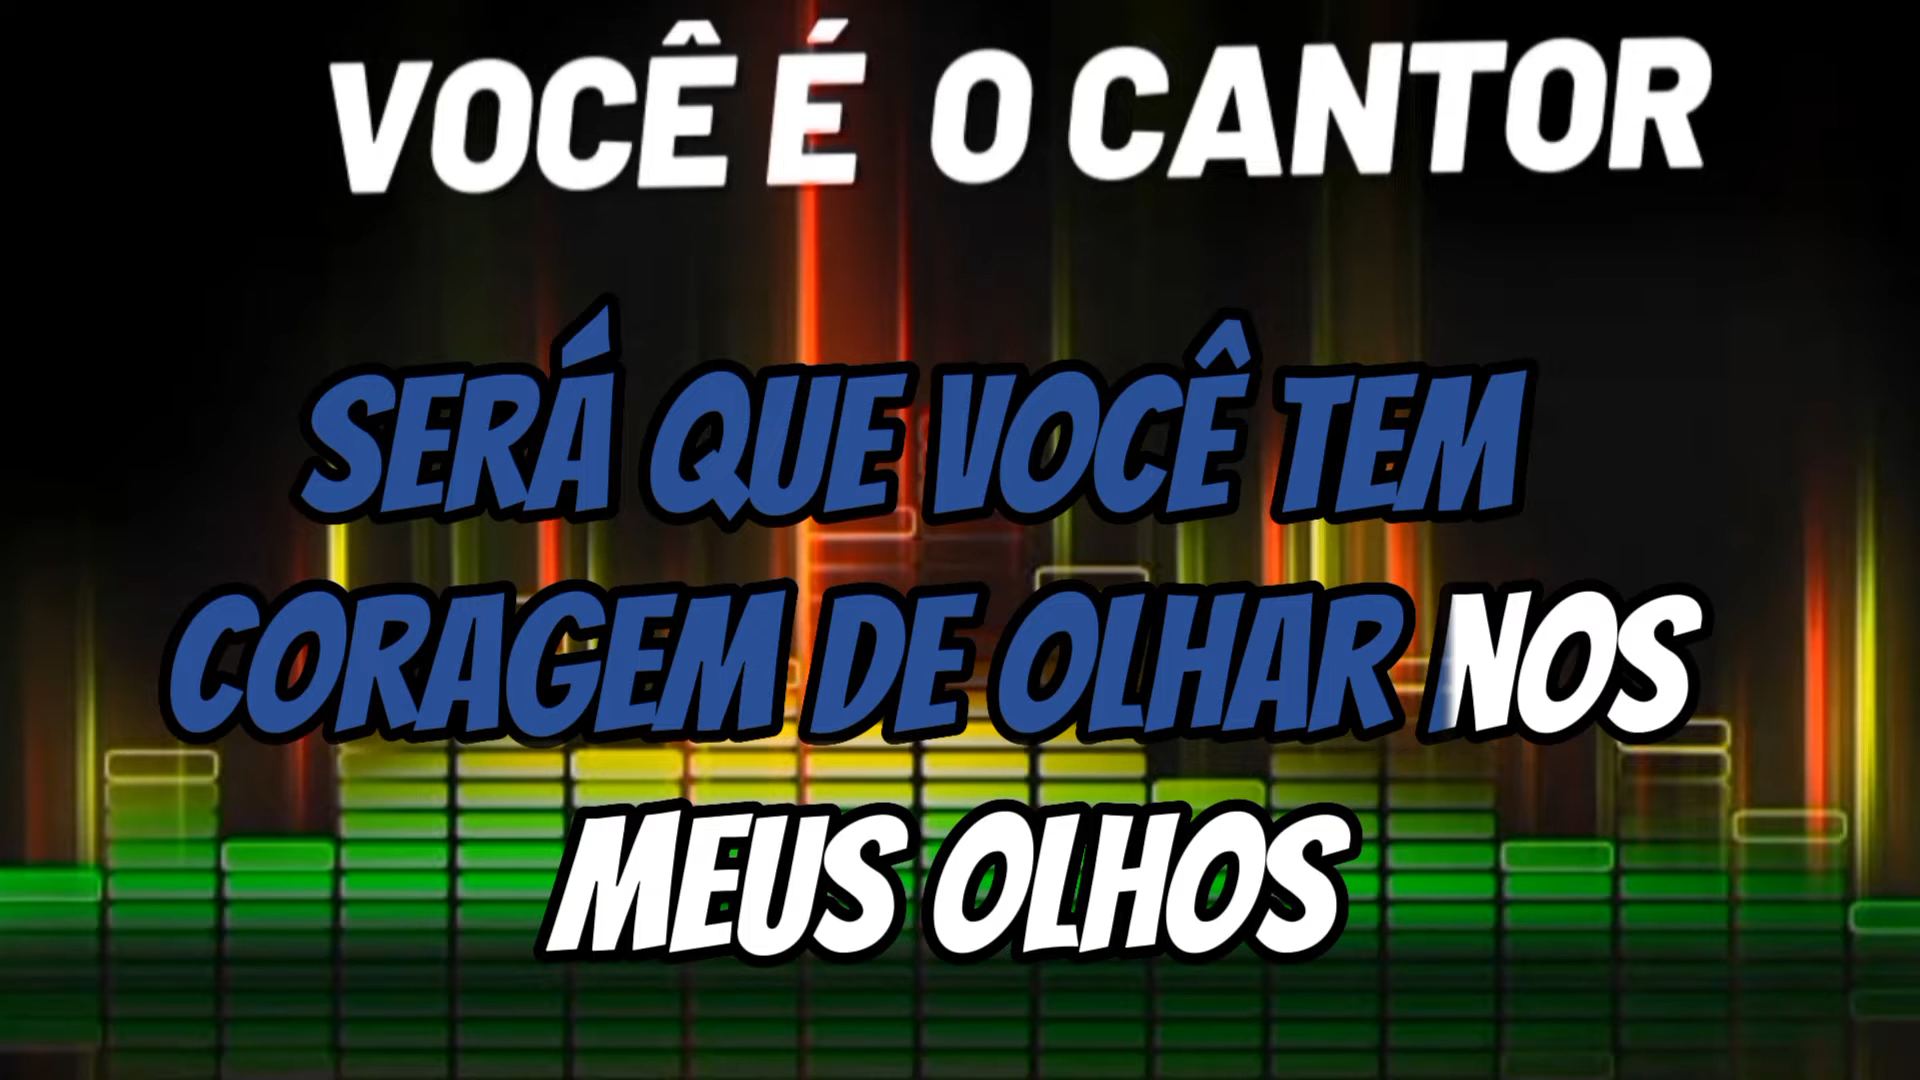 VOCÊ É O CANTOR
SERÁ QUE VOCÊ TEM
CORAGEM DE OLHAR NOS
MEUS OLHOS